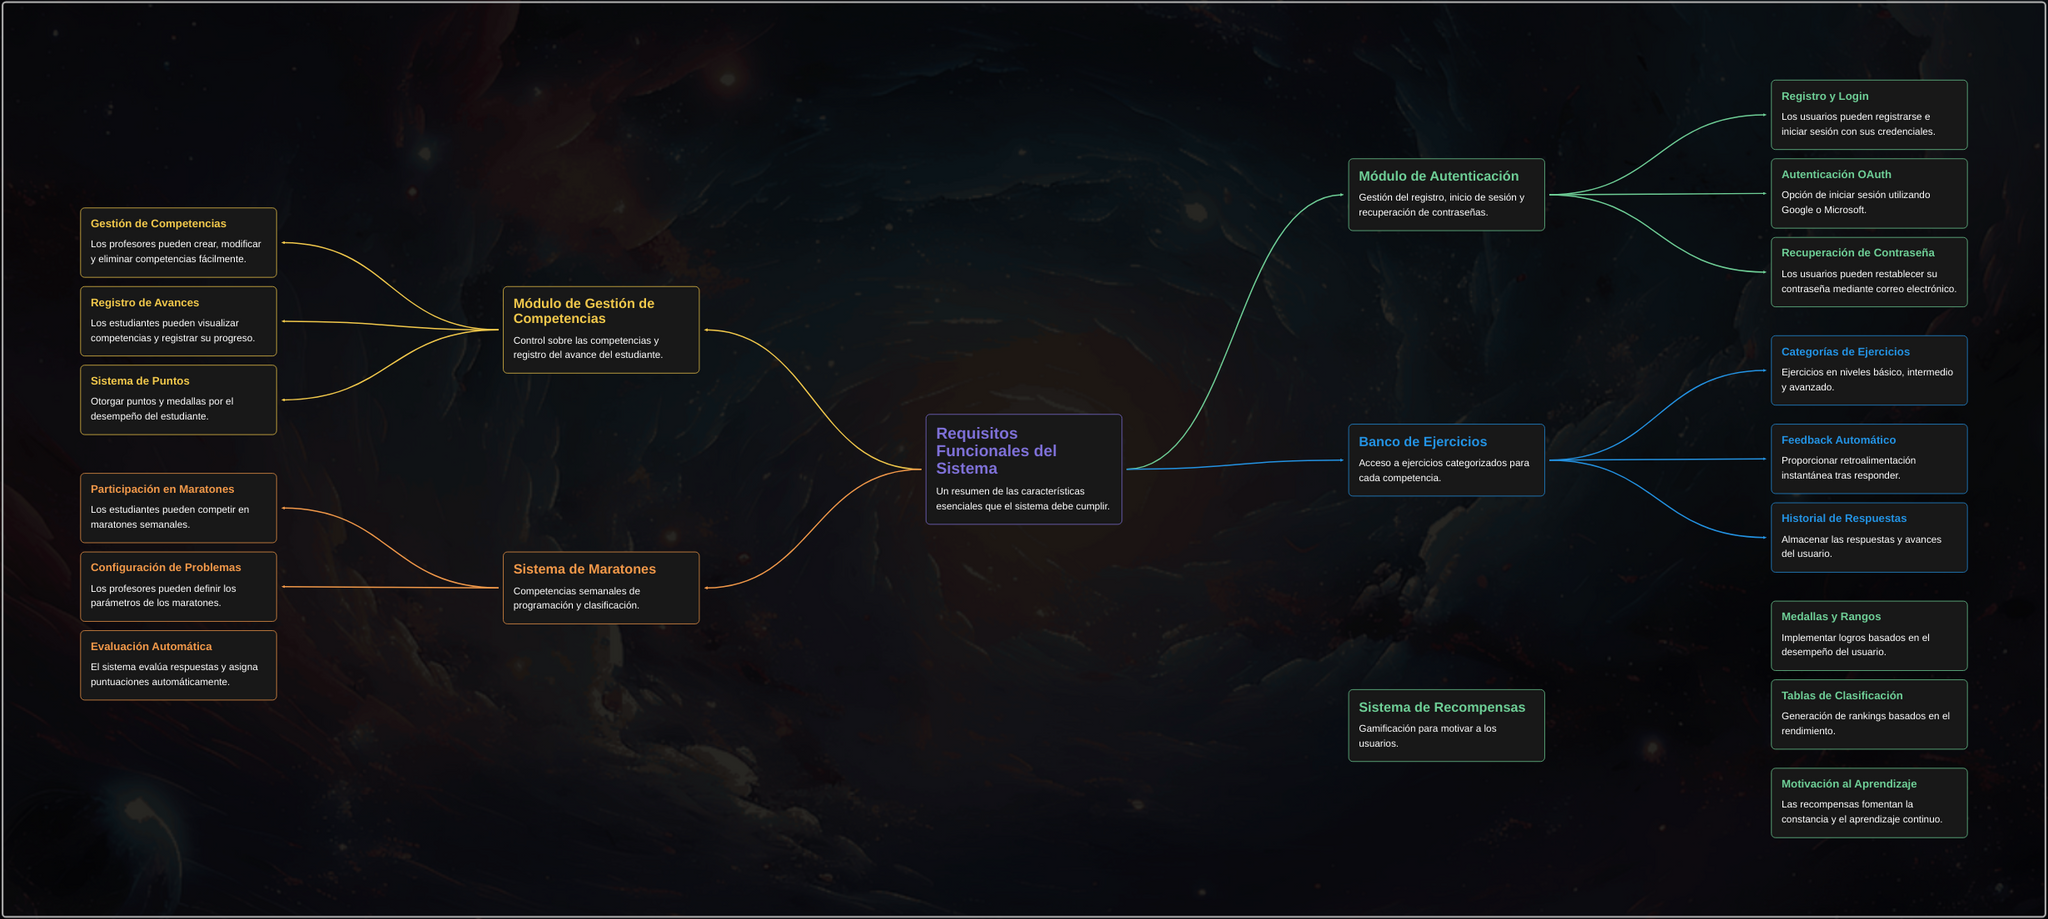 Gestión de Competencias
Los profesores pueden crear, modificar
y eliminar competencias fácilmente.
Registro de Avances
Los estudiantes pueden visualizar
competencias y registrar su progreso.
Sistema de Puntos
Otorgar puntos y medallas por el
desempeño del estudiante.
Participación en Maratones
Los estudiantes pueden competir en
maratones semanales.
Configuración de Problemas
Los profesores pueden definir los
parámetros de los maratones.
Evaluación Automática
El sistema evalúa respuestas y asigna
puntuaciones automáticamente.
Módulo de Gestión de
Competencias
Control sobre las competencias y
registro del avance del estudiante.
Sistema de Maratones
Competencias semanales de
programación y clasificación.
Requisitos
Funcionales del
Sistema
Un resumen de las características
esenciales que el sistema debe cumplir.
Módulo de Autenticación
Gestión del registro, inicio de sesión y
recuperación de contraseñas.
Banco de Ejercicios
Acceso a ejercicios categorizados para
cada competencia.
Sistema de Recompensas
Gamificación para motivar a los
usuarios.
Registro y Login
Los usuarios pueden registrarse e
iniciar sesión con sus credenciales.
Autenticación OAuth
Opción de iniciar sesión utilizando
Google o Microsoft.
Recuperación de Contraseña
Los usuarios pueden restablecer su
contraseña mediante correo electrónico.
Categorías de Ejercicios
Ejercicios en niveles básico, intermedio
y avanzado.
Feedback Automático
Proporcionar retroalimentación
instantánea tras responder.
Historial de Respuestas
Almacenar las respuestas y avances
del usuario.
Medallas y Rangos
Implementar logros basados en el
desempeño del usuario.
Tablas de Clasificación
Generación de rankings basados en el
rendimiento.
Motivación al Aprendizaje
Las recompensas fomentan la
constancia y el aprendizaje continuo.